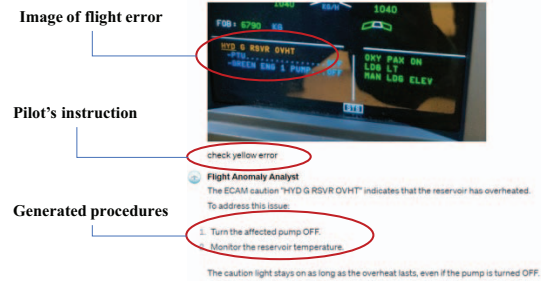 Image of flight error
1040 KG/H 1040
FOB: 6790 KG
HYD G RSVR OVHT
-PTU...............OFF
-GREEN ENG 1 PUMP..OFF
OXY PAX ON
LDG LT
MAN LDG ELEV
Pilot's instruction
check yellow error
Flight Anomaly Analyst
The ECAM caution "HYD G RSVR OVHT" indicates that the reservoir has overheated.
To address this issue:
Generated procedures
1. Turn the affected pump OFF.
2. Monitor the reservoir temperature.
The caution light stays on as long as the overheat lasts, even if the pump is turned OFF.